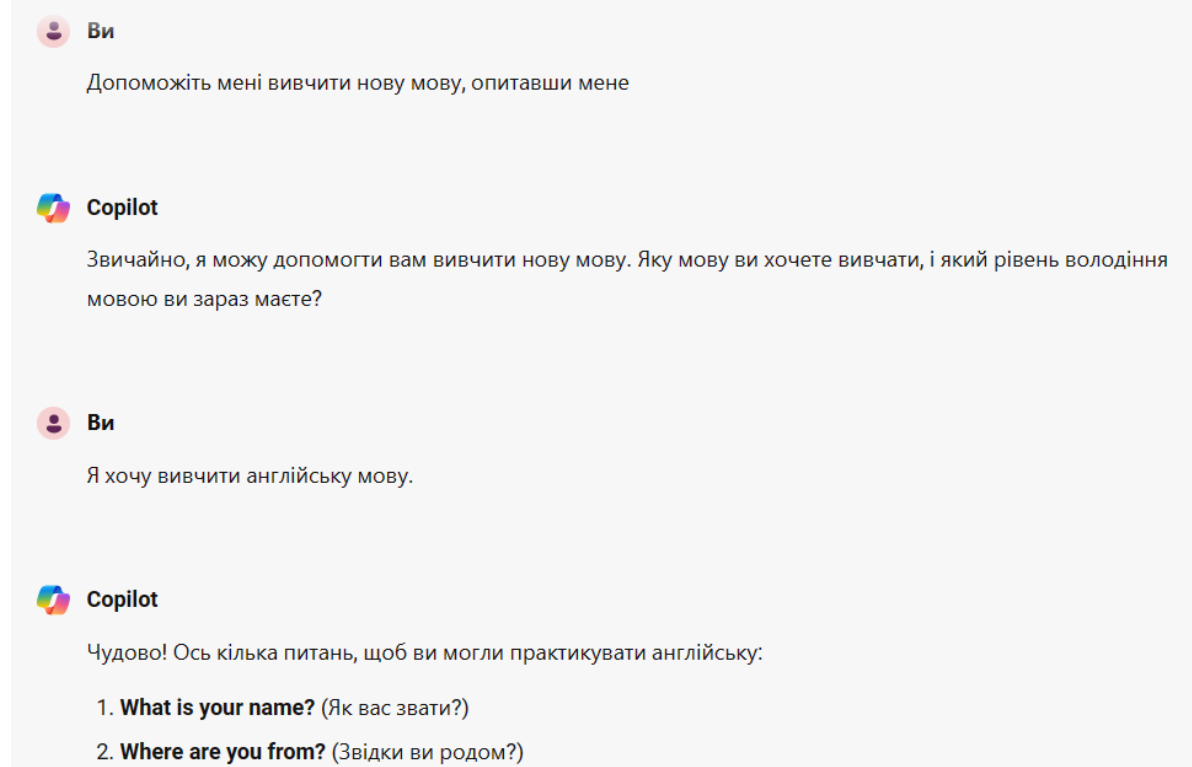 Ви
Допоможіть мені вивчити нову мову, опитавши мене
Copilot
Звичайно, я можу допомогти вам вивчити нову мову. Яку мову ви хочете вивчати, і який рівень володіння
мовою ви зараз маєте?
Ви
Я хочу вивчити англійську мову.
Copilot
Чудово! Ось кілька питань, щоб ви могли практикувати англійську:
1. What is your name? (Як вас звати?)
2. Where are you from? (Звідки ви родом?)